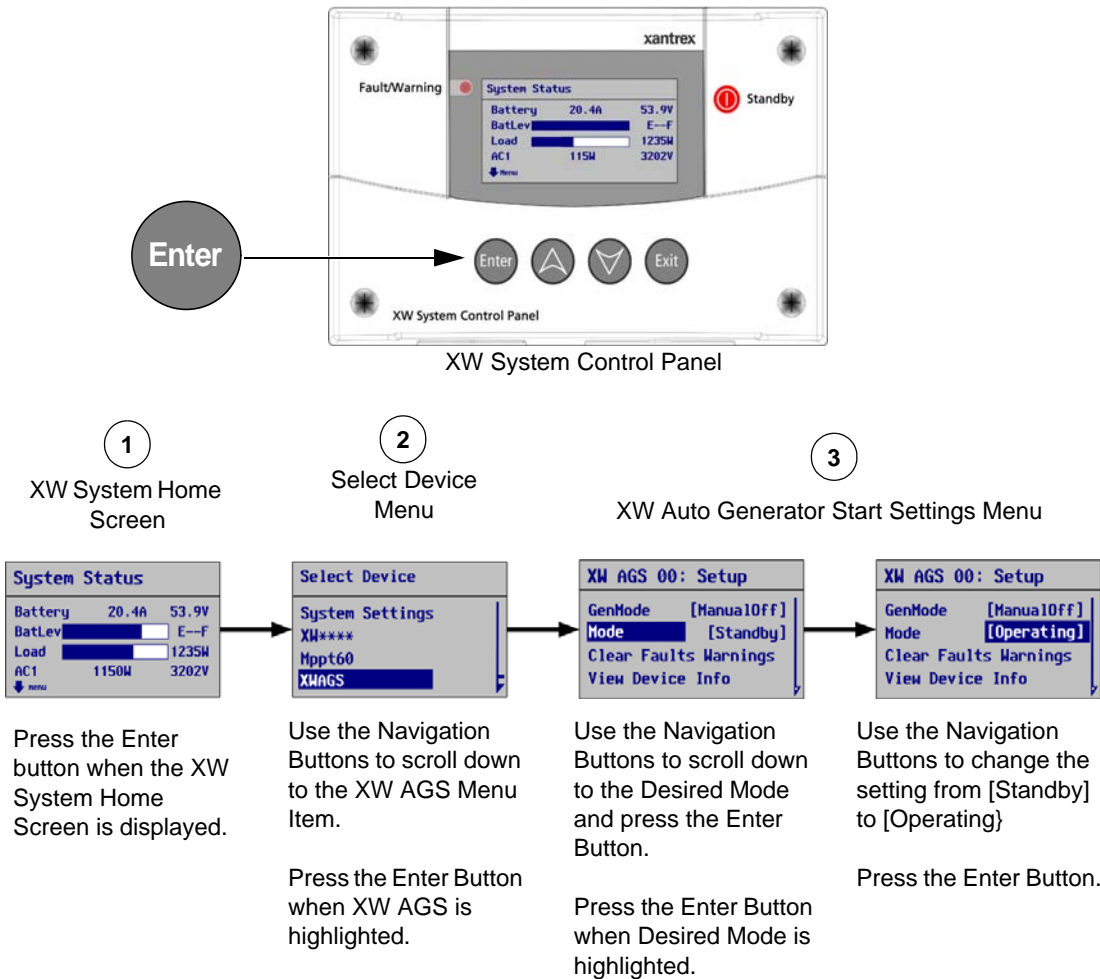 xantrex
Fault/Warning
Standby
System Status
Battery 20.4A 53.9V
BatLev E--F
Load 1235W
AC1 115W 3202V
Menu
Enter
Enter Exit
XW System Control Panel
XW System Control Panel
1
XW System Home
Screen
System Status
Battery 20.4A 53.9V
BatLev E--F
Load 1235W
AC1 1150W 3202V
menu
Press the Enter
button when the XW
System Home
Screen is displayed.
2
Select Device
Menu
Select Device
System Settings
XW****
Mppt60
XWAGS
Use the Navigation
Buttons to scroll down
to the XW AGS Menu
Item.
Press the Enter Button
when XW AGS is
highlighted.
3
XW Auto Generator Start Settings Menu
XW AGS 00: Setup
GenMode [ManualOff]
Mode [Standby]
Clear Faults Warnings
View Device Info
Use the Navigation
Buttons to scroll down
to the Desired Mode
and press the Enter
Button.
Press the Enter Button
when Desired Mode is
highlighted.
XW AGS 00: Setup
GenMode [ManualOff]
Mode [Operating]
Clear Faults Warnings
View Device Info
Use the Navigation
Buttons to change the
setting from [Standby]
to [Operating}
Press the Enter Button.